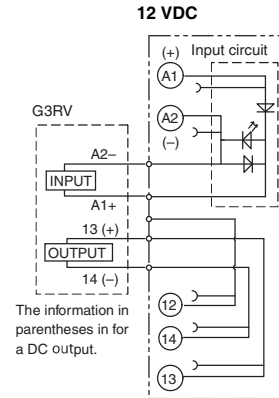 12 VDC
(+)
Input circuit
A1
G3RV
A2
A2–
(–)
INPUT
A1+
13 (+)
OUTPUT
14 (–)
12
The information in
parentheses in for
a DC output.
14
13